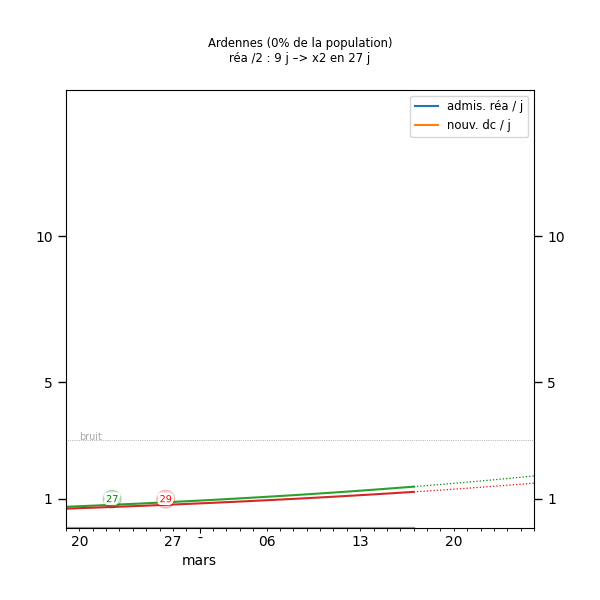 Ardennes (0% de la population)
réa /2 : 9 j –> x2 en 27 j
admis. réa / j
nouv. dc / j
10
10
5
5
bruit
27
29
1
1
20
27
-
06
13
20
mars